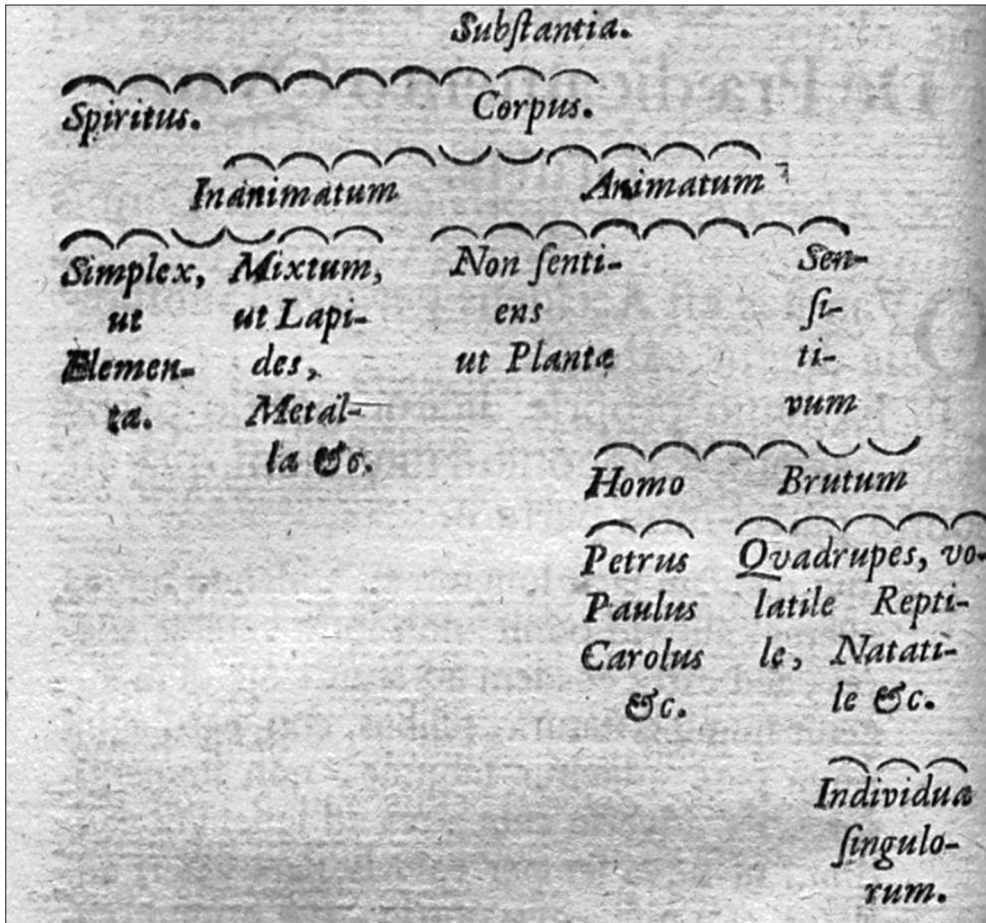 Subſtantia.
Spiritus. Corpus.
Inanimatum Animatum
Simplex, Mixtum, Non ſenti- Sen-
ut ut Lapi- ens ſi-
Elemen- des, ut Plantæ ti-
ta. Metal- vum
la &c.
Homo Brutum
Petrus Quadrupes, vo-
Paulus latile Repti-
Carolus le, Natati-
&c. le &c.
Individua
ſingulo-
rum.